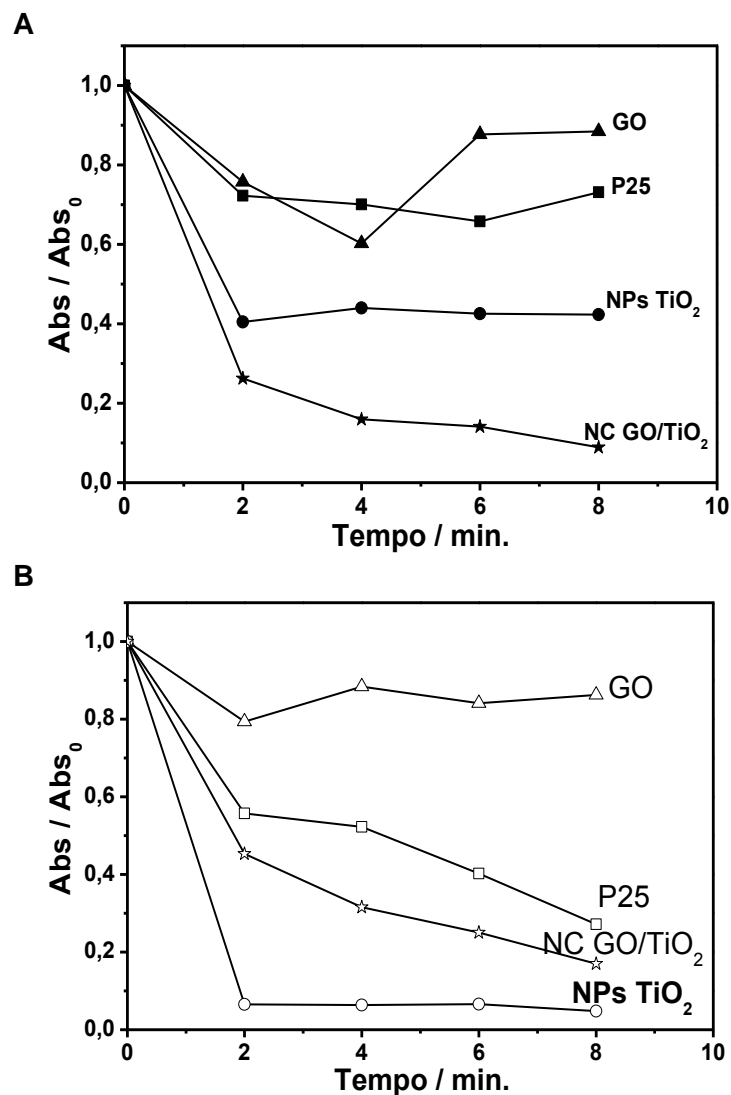 A
Abs / Abs₀
1,0
0,8
0,6
0,4
0,2
0,0
GO
P25
NPs TiO₂
NC GO/TiO₂
0 2 4 6 8 10
Tempo / min.
B
Abs / Abs₀
1,0
0,8
0,6
0,4
0,2
0,0
GO
P25
NC GO/TiO₂
NPs TiO₂
0 2 4 6 8 10
Tempo / min.